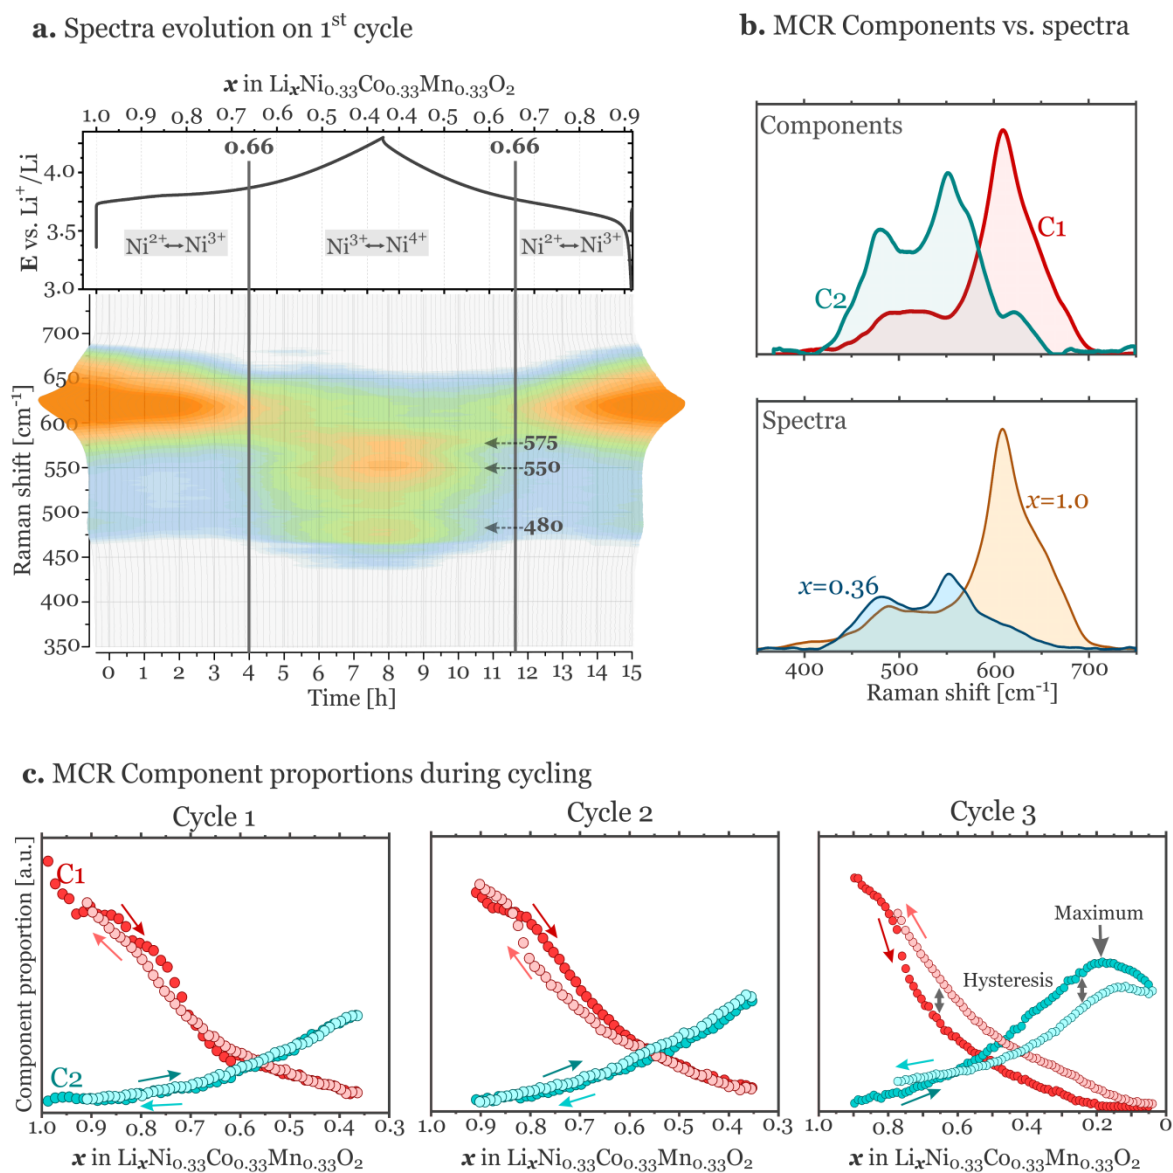 a. Spectra evolution on 1st cycle
x in LixNi0.33Co0.33Mn0.33O2
1.0 0.9 0.8 0.7 0.6 0.5 0.4 0.4 0.5 0.6 0.7 0.8 0.9
0.66 0.66
E vs. Li+/Li
4.0
3.5
3.0
Ni2+↔Ni3+ Ni3+↔Ni4+ Ni2+↔Ni3+
Raman shift [cm-1]
700
650
600
550
500
450
400
350
575
550
480
0 1 2 3 4 5 6 7 8 9 10 11 12 13 14 15
Time [h]
b. MCR Components vs. spectra
Components
C1
C2
Spectra
x=1.0
x=0.36
400 500 600 700
Raman shift [cm-1]
c. MCR Component proportions during cycling
Cycle 1 Cycle 2 Cycle 3
Component proportion [a.u.]
C1
C2
Maximum
Hysteresis
1.0 0.9 0.8 0.7 0.6 0.5 0.4 0.3
1.0 0.9 0.8 0.7 0.6 0.5 0.4 0.3
1.0 0.8 0.6 0.4 0.2 0
x in LixNi0.33Co0.33Mn0.33O2 x in LixNi0.33Co0.33Mn0.33O2 x in LixNi0.33Co0.33Mn0.33O2